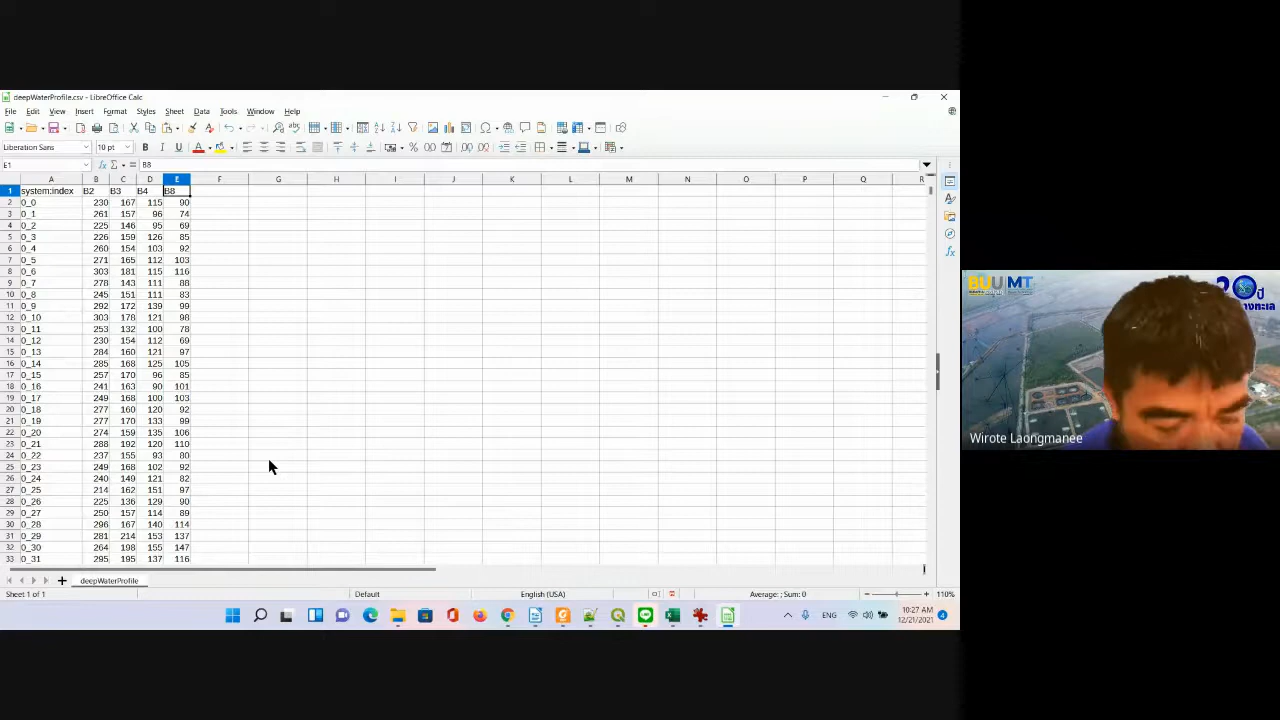 deepWaterProfile.csv - LibreOffice Calc
File Edit View Insert Format Styles Sheet Data Tools Window Help
Liberation Sans 10 pt
E1 B8
A B C D E F G H I J K L M N O P Q R
1 system:index B2 B3 B4 B8
2 0_0 230 167 115 90
3 0_1 261 157 96 74
4 0_2 225 146 95 69
5 0_3 226 159 126 85
6 0_4 260 154 103 92
7 0_5 271 165 112 103
8 0_6 303 181 115 116
9 0_7 278 143 111 88
10 0_8 245 151 111 83
11 0_9 292 172 139 99
12 0_10 303 178 121 98
13 0_11 253 132 100 78
14 0_12 230 154 112 69
15 0_13 284 160 121 97
16 0_14 285 168 125 105
17 0_15 257 170 96 85
18 0_16 241 163 90 101
19 0_17 249 168 100 103
20 0_18 277 160 120 92
21 0_19 277 170 133 99
22 0_20 274 159 135 106
23 0_21 288 192 120 110
24 0_22 237 155 93 80
25 0_23 249 168 102 92
26 0_24 240 149 121 82
27 0_25 214 162 151 97
28 0_26 225 136 129 90
29 0_27 250 157 114 89
30 0_28 296 167 140 114
31 0_29 281 214 153 137
32 0_30 264 198 155 147
33 0_31 295 195 137 116
deepWaterProfile
Sheet 1 of 1 Default English (USA) Average: ; Sum: 0 110%
ENG 10:27 AM
12/21/2021 4
BUU MT
ปี
Wirote Laongmanee